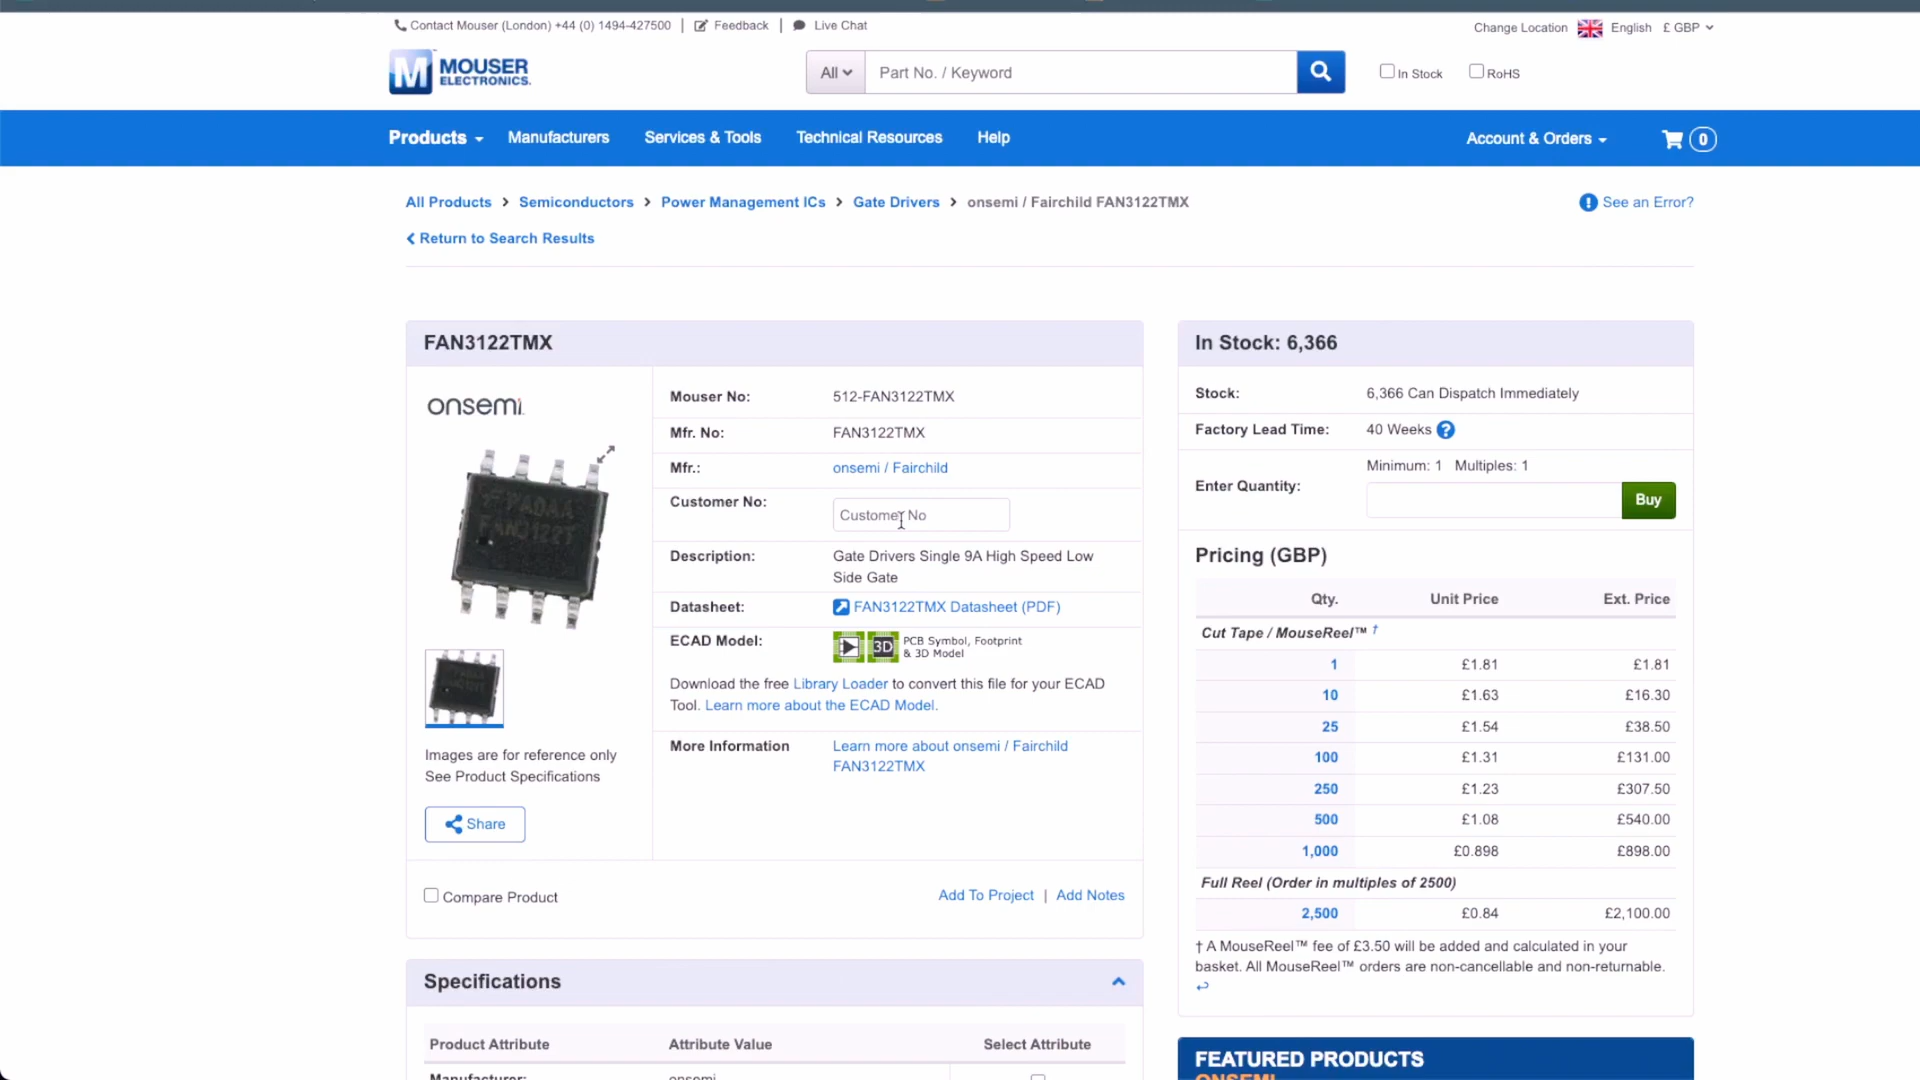 Contact Mouser (London) +44 (0) 1494-427500 | Feedback | Live Chat
Change Location English £ GBP
M MOUSER ELECTRONICS.
All Part No. / Keyword In Stock RoHS
Products Manufacturers Services & Tools Technical Resources Help Account & Orders 0
All Products > Semiconductors > Power Management ICs > Gate Drivers > onsemi / Fairchild FAN3122TMX
See an Error?
Return to Search Results
FAN3122TMX
onsemi
FAN3122T
Images are for reference only
See Product Specifications
Share
Mouser No: 512-FAN3122TMX
Mfr. No: FAN3122TMX
Mfr.: onsemi / Fairchild
Customer No: Customer No
Description: Gate Drivers Single 9A High Speed Low
Side Gate
Datasheet: FAN3122TMX Datasheet (PDF)
ECAD Model: 3D PCB Symbol, Footprint
& 3D Model
Download the free Library Loader to convert this file for your ECAD
Tool. Learn more about the ECAD Model.
More Information Learn more about onsemi / Fairchild
FAN3122TMX
Compare Product
Add To Project | Add Notes
Specifications
Product Attribute Attribute Value Select Attribute
Manufacturer: onsemi
In Stock: 6,366
Stock: 6,366 Can Dispatch Immediately
Factory Lead Time: 40 Weeks ?
Minimum: 1 Multiples: 1
Enter Quantity: Buy
Pricing (GBP)
Qty. Unit Price Ext. Price
Cut Tape / MouseReel™ †
1 £1.81 £1.81
10 £1.63 £16.30
25 £1.54 £38.50
100 £1.31 £131.00
250 £1.23 £307.50
500 £1.08 £540.00
1,000 £0.898 £898.00
Full Reel (Order in multiples of 2500)
2,500 £0.84 £2,100.00
† A MouseReel™ fee of £3.50 will be added and calculated in your
basket. All MouseReel™ orders are non-cancellable and non-returnable.
FEATURED PRODUCTS
ONSEMI